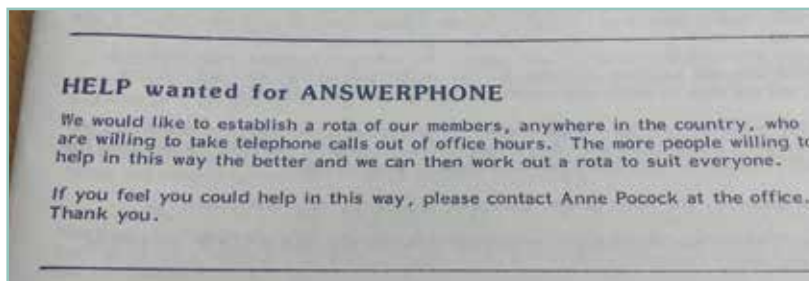 HELP wanted for ANSWERPHONE
We would like to establish a rota of our members, anywhere in the country, who
are willing to take telephone calls out of office hours. The more people willing to
help in this way the better and we can then work out a rota to suit everyone.
If you feel you could help in this way, please contact Anne Pocock at the office.
Thank you.